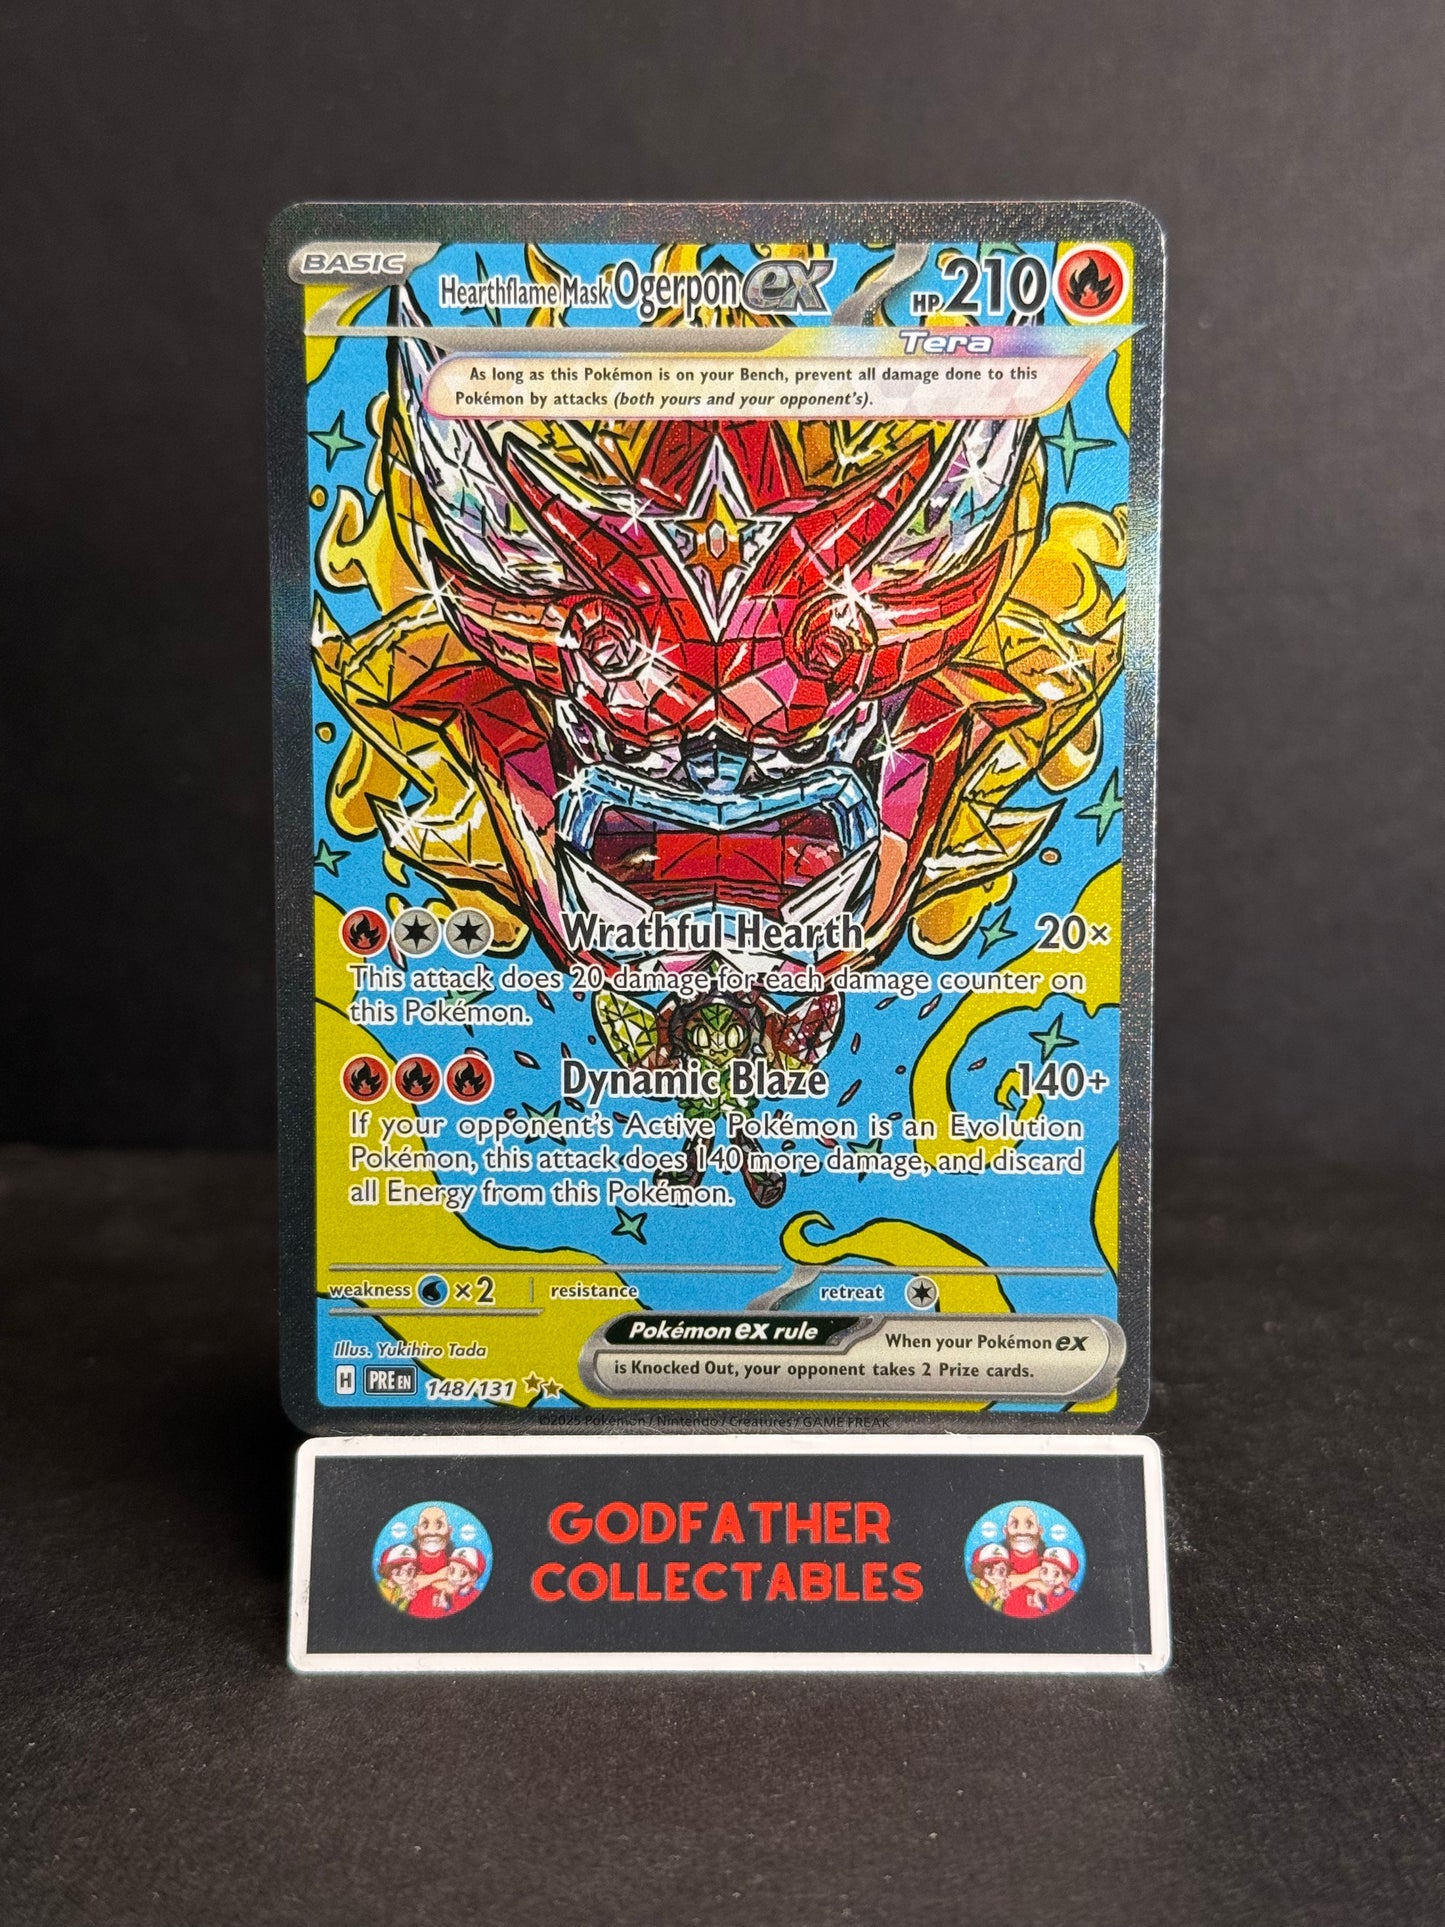 BASIC
Hearthflame Mask Ogerpon ex HP 210
Tera
As long as this Pokémon is on your Bench, prevent all damage done to this
Pokémon by attacks (both yours and your opponent's).
Wrathful Hearth 20×
This attack does 20 damage for each damage counter on
this Pokémon.
Dynamic Blaze 140+
If your opponent's Active Pokémon is an Evolution
Pokémon, this attack does 140 more damage, and discard
all Energy from this Pokémon.
weakness ×2 resistance retreat
Pokémon ex rule When your Pokémon ex
is Knocked Out, your opponent takes 2 Prize cards.
Illus. Yukihiro Tada
H PRE EN 148/131
©2025 Pokémon / Nintendo / Creatures / GAME FREAK
GODFATHER
COLLECTABLES